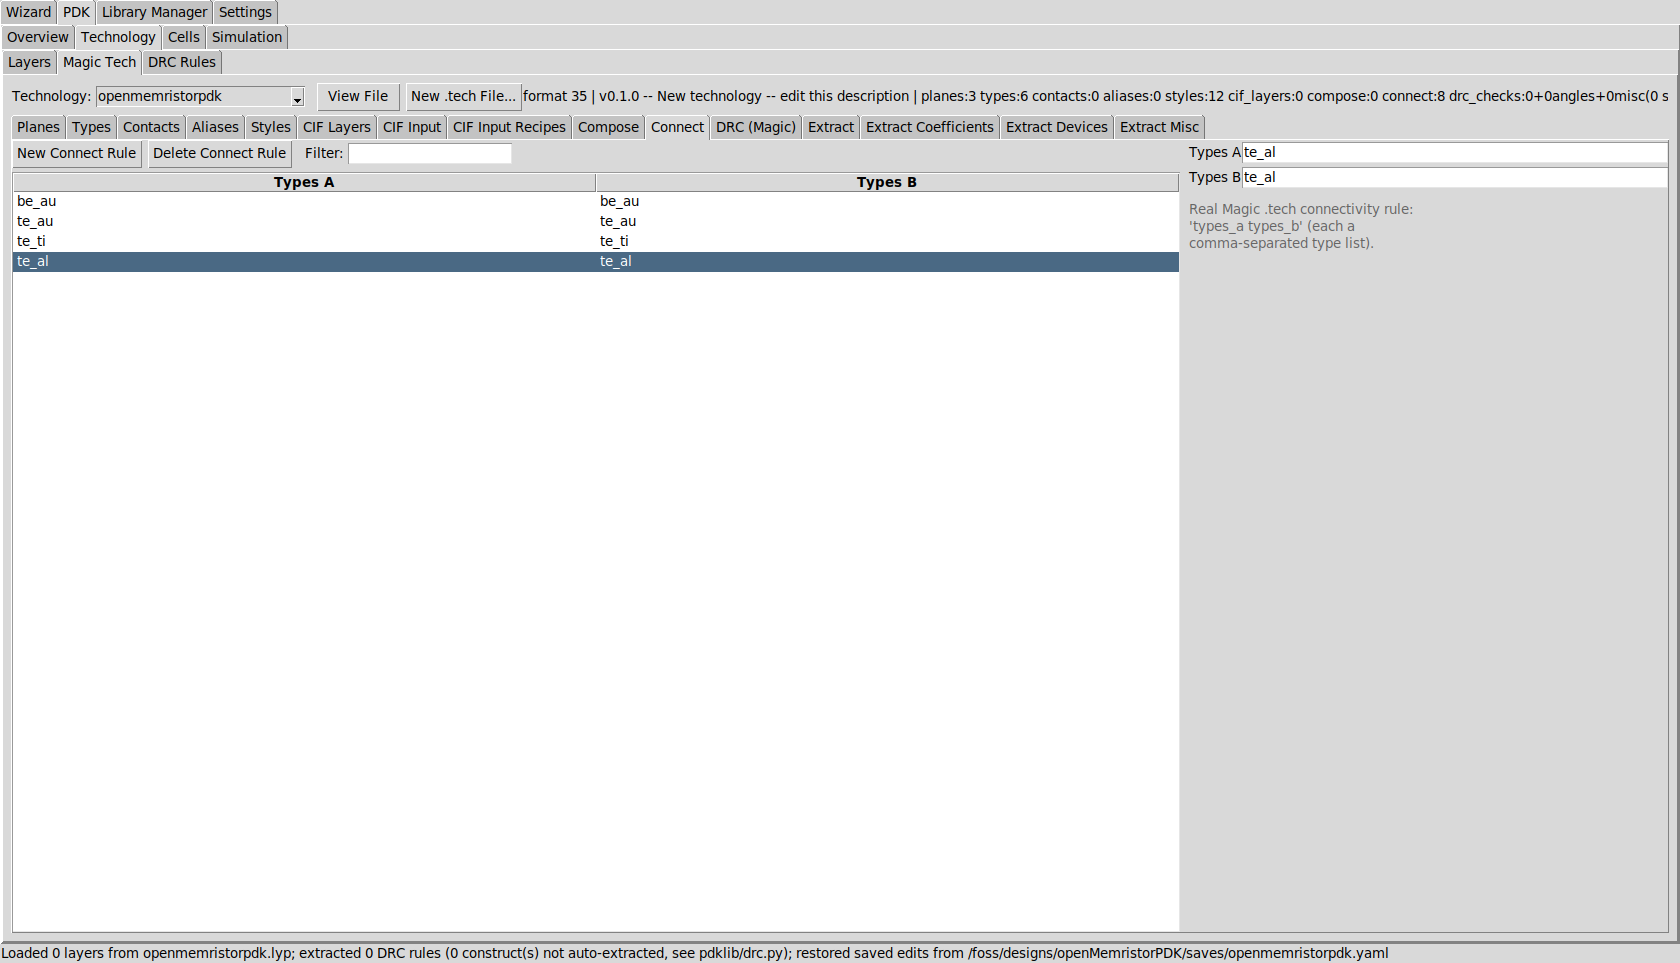 Wizard PDK Library Manager Settings
Overview Technology Cells Simulation
Layers Magic Tech DRC Rules
Technology: openmemristorpdk View File New .tech File... format 35 | v0.1.0 -- New technology -- edit this description | planes:3 types:6 contacts:0 aliases:0 styles:12 cif_layers:0 compose:0 connect:8 drc_checks:0+0angles+0misc(0 s
Planes Types Contacts Aliases Styles CIF Layers CIF Input CIF Input Recipes Compose Connect DRC (Magic) Extract Extract Coefficients Extract Devices Extract Misc
New Connect Rule Delete Connect Rule Filter:
Types A Types B
be_au be_au
te_au te_au
te_ti te_ti
te_al te_al
Types A te_al
Types B te_al
Real Magic .tech connectivity rule:
'types_a types_b' (each a
comma-separated type list).
Loaded 0 layers from openmemristorpdk.lyp; extracted 0 DRC rules (0 construct(s) not auto-extracted, see pdklib/drc.py); restored saved edits from /foss/designs/openMemristorPDK/saves/openmemristorpdk.yaml